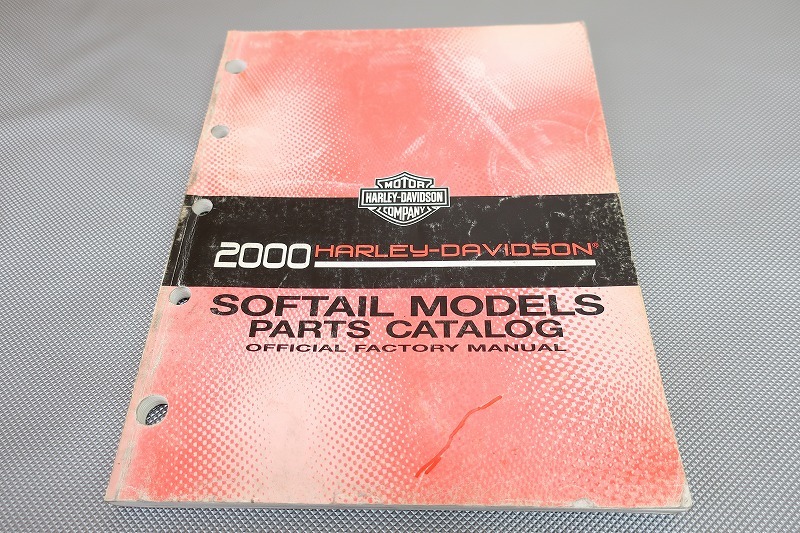 MOTOR
HARLEY-DAVIDSON
COMPANY
2000 HARLEY-DAVIDSON®
SOFTAIL MODELS
PARTS CATALOG
OFFICIAL FACTORY MANUAL